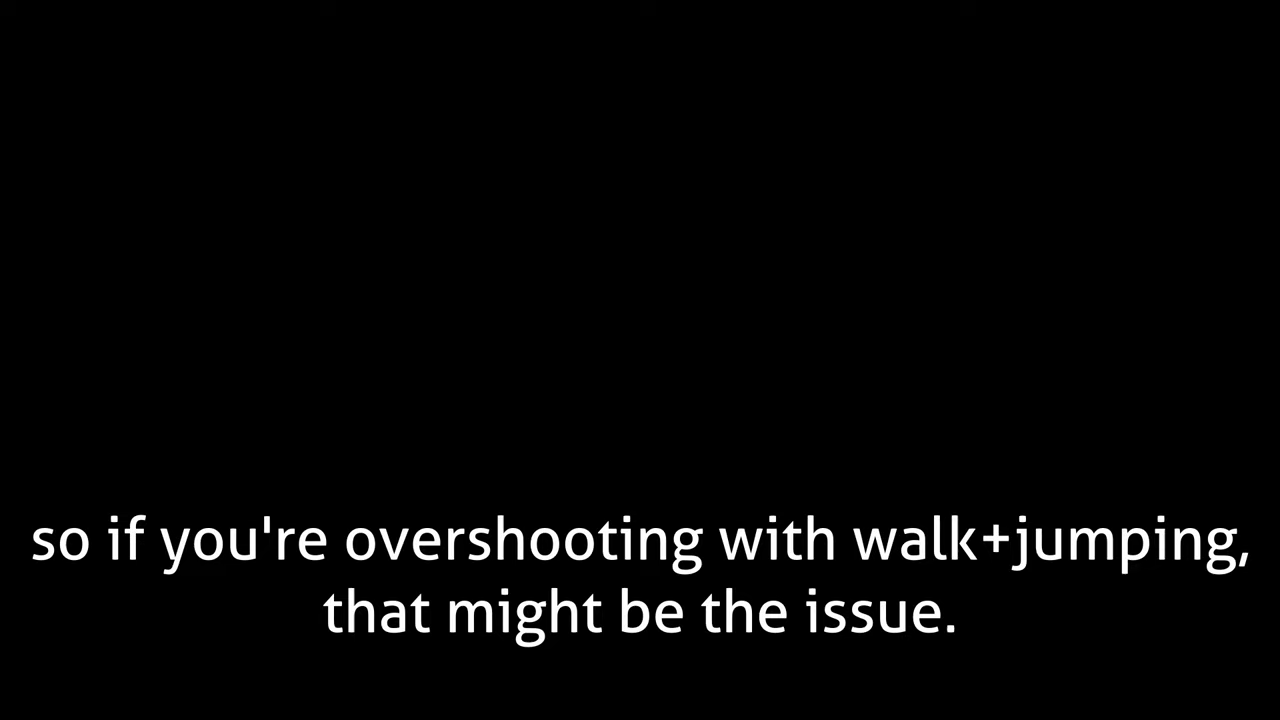 so if you're overshooting with walk+jumping,
that might be the issue.